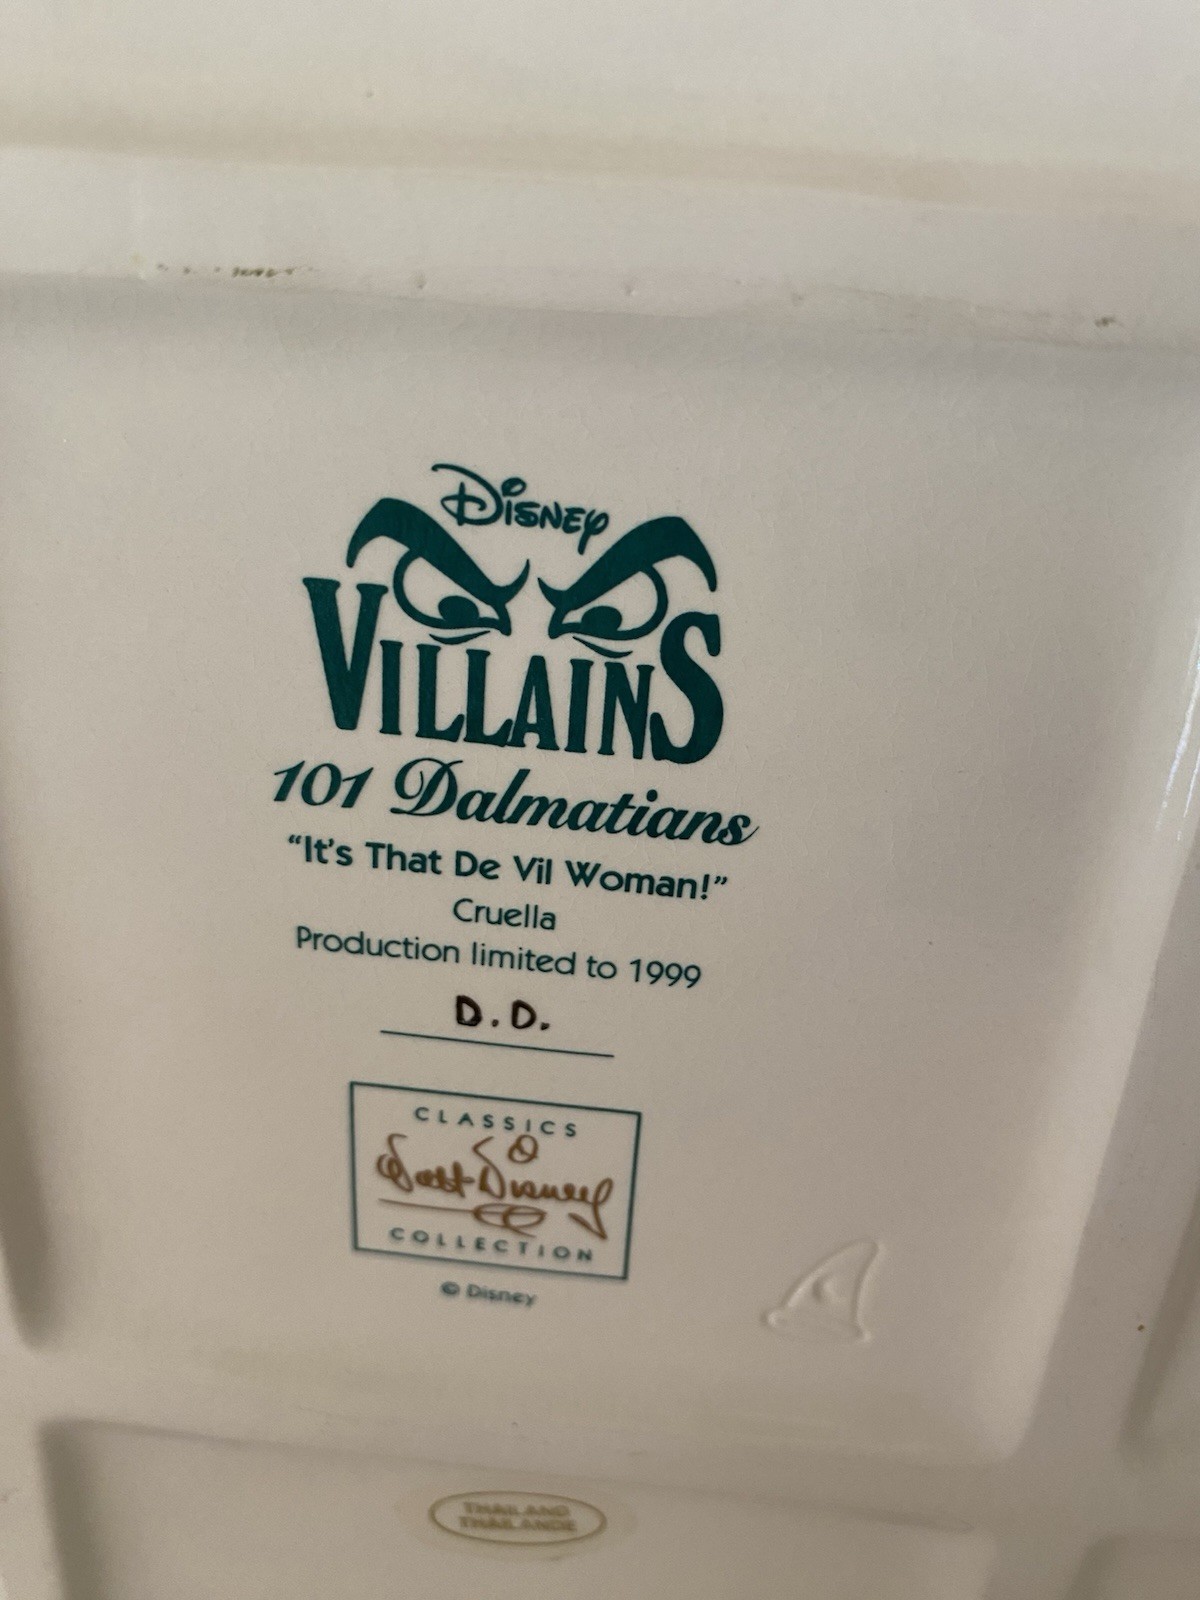 Disney
VILLAINS
101 Dalmatians
“It's That De Vil Woman!”
Cruella
Production limited to 1999
D.D.
CLASSICS
Walt Disney
COLLECTION
© Disney
THAILAND
THAILANDE